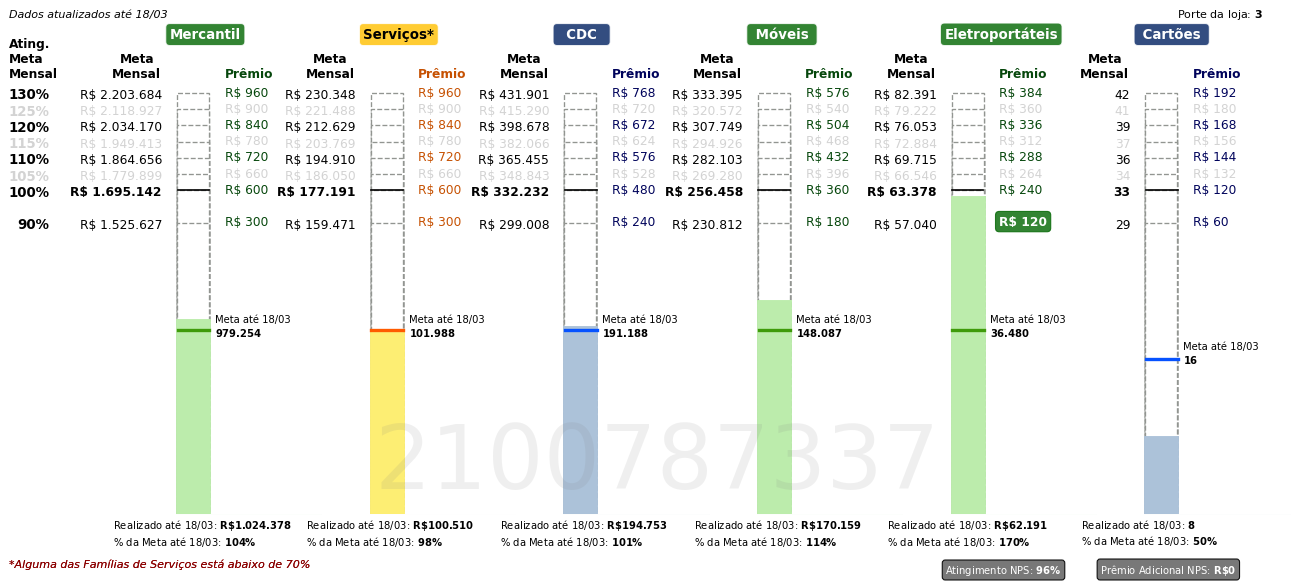 Dados atualizados até 18/03
Porte da loja: 3
Mercantil Serviços* CDC Móveis Eletroportáteis Cartões
Ating. Meta Mensal
Meta Mensal Prêmio Meta Mensal Prêmio Meta Mensal Prêmio Meta Mensal Prêmio Meta Mensal Prêmio Meta Mensal Prêmio
130% R$ 2.203.684 R$ 960 R$ 230.348 R$ 960 R$ 431.901 R$ 768 R$ 333.395 R$ 576 R$ 82.391 R$ 384 42 R$ 192
125% R$ 2.118.927 R$ 900 R$ 221.488 R$ 900 R$ 415.290 R$ 720 R$ 320.572 R$ 540 R$ 79.222 R$ 360 41 R$ 180
120% R$ 2.034.170 R$ 840 R$ 212.629 R$ 840 R$ 398.678 R$ 672 R$ 307.749 R$ 504 R$ 76.053 R$ 336 39 R$ 168
115% R$ 1.949.413 R$ 780 R$ 203.769 R$ 780 R$ 382.066 R$ 624 R$ 294.926 R$ 468 R$ 72.884 R$ 312 37 R$ 156
110% R$ 1.864.656 R$ 720 R$ 194.910 R$ 720 R$ 365.455 R$ 576 R$ 282.103 R$ 432 R$ 69.715 R$ 288 36 R$ 144
105% R$ 1.779.899 R$ 660 R$ 186.050 R$ 660 R$ 348.843 R$ 528 R$ 269.280 R$ 396 R$ 66.546 R$ 264 34 R$ 132
100% R$ 1.695.142 R$ 600 R$ 177.191 R$ 600 R$ 332.232 R$ 480 R$ 256.458 R$ 360 R$ 63.378 R$ 240 33 R$ 120
90% R$ 1.525.627 R$ 300 R$ 159.471 R$ 300 R$ 299.008 R$ 240 R$ 230.812 R$ 180 R$ 57.040 R$ 120 29 R$ 60
Meta até 18/03 Meta até 18/03 Meta até 18/03 Meta até 18/03 Meta até 18/03
979.254 101.988 191.188 148.087 36.480
Meta até 18/03
16
2100787337
Realizado até 18/03: R$1.024.378 Realizado até 18/03: R$100.510 Realizado até 18/03: R$194.753 Realizado até 18/03: R$170.159 Realizado até 18/03: R$62.191 Realizado até 18/03: 8
% da Meta até 18/03: 104% % da Meta até 18/03: 98% % da Meta até 18/03: 101% % da Meta até 18/03: 114% % da Meta até 18/03: 170% % da Meta até 18/03: 50%
*Alguma das Famílias de Serviços está abaixo de 70%
Atingimento NPS: 96% Prêmio Adicional NPS: R$0